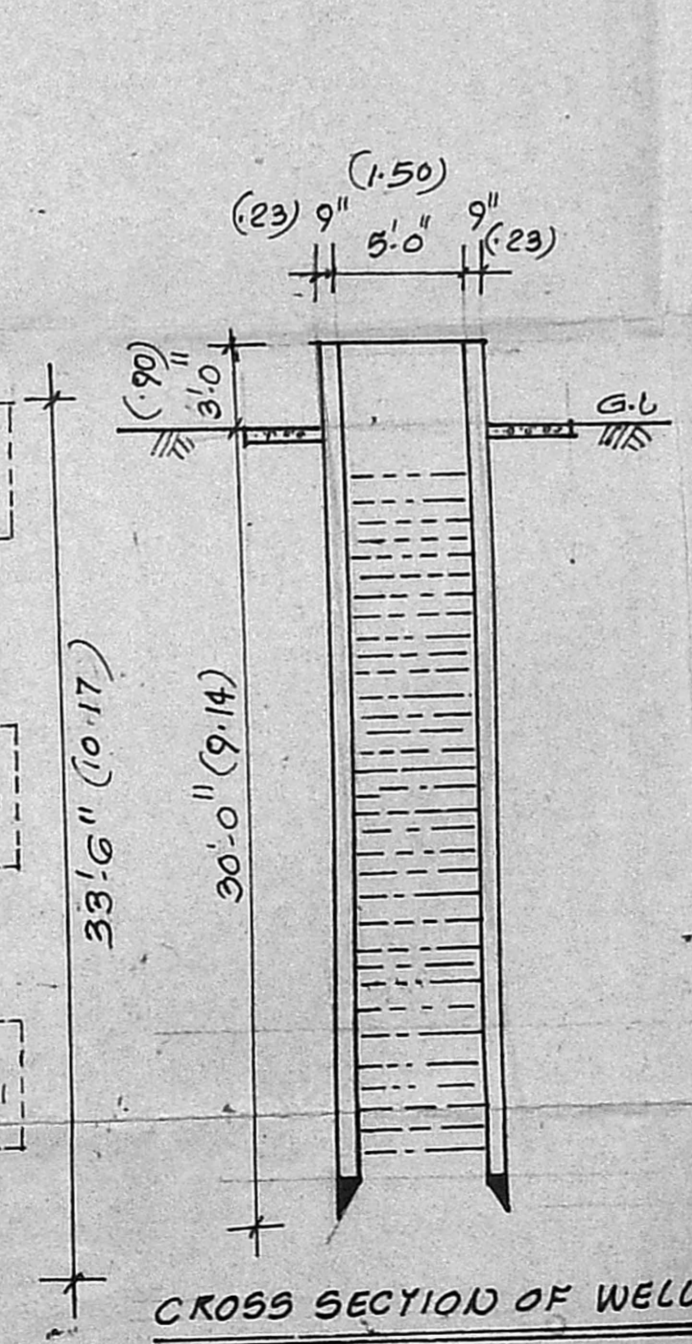 (1.50)
(.23) 9" 5'-0" 9" (.23)
(.90)
3'-0"
G.L
33'-6" (10.17)
30'-0" (9.14)
CROSS SECTION OF WELL